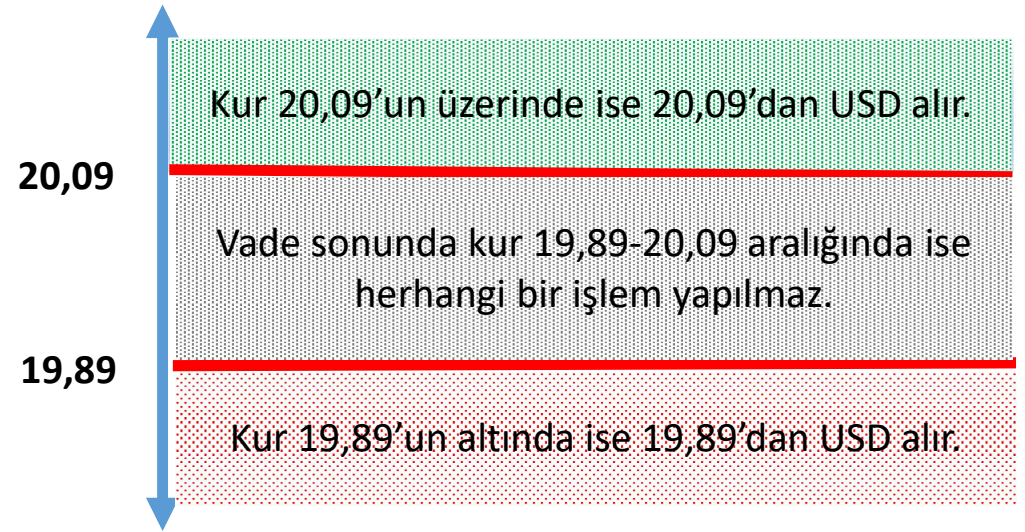 Kur 20,09’un üzerinde ise 20,09’dan USD alır.
20,09
Vade sonunda kur 19,89-20,09 aralığında ise
herhangi bir işlem yapılmaz.
19,89
Kur 19,89’un altında ise 19,89’dan USD alır.